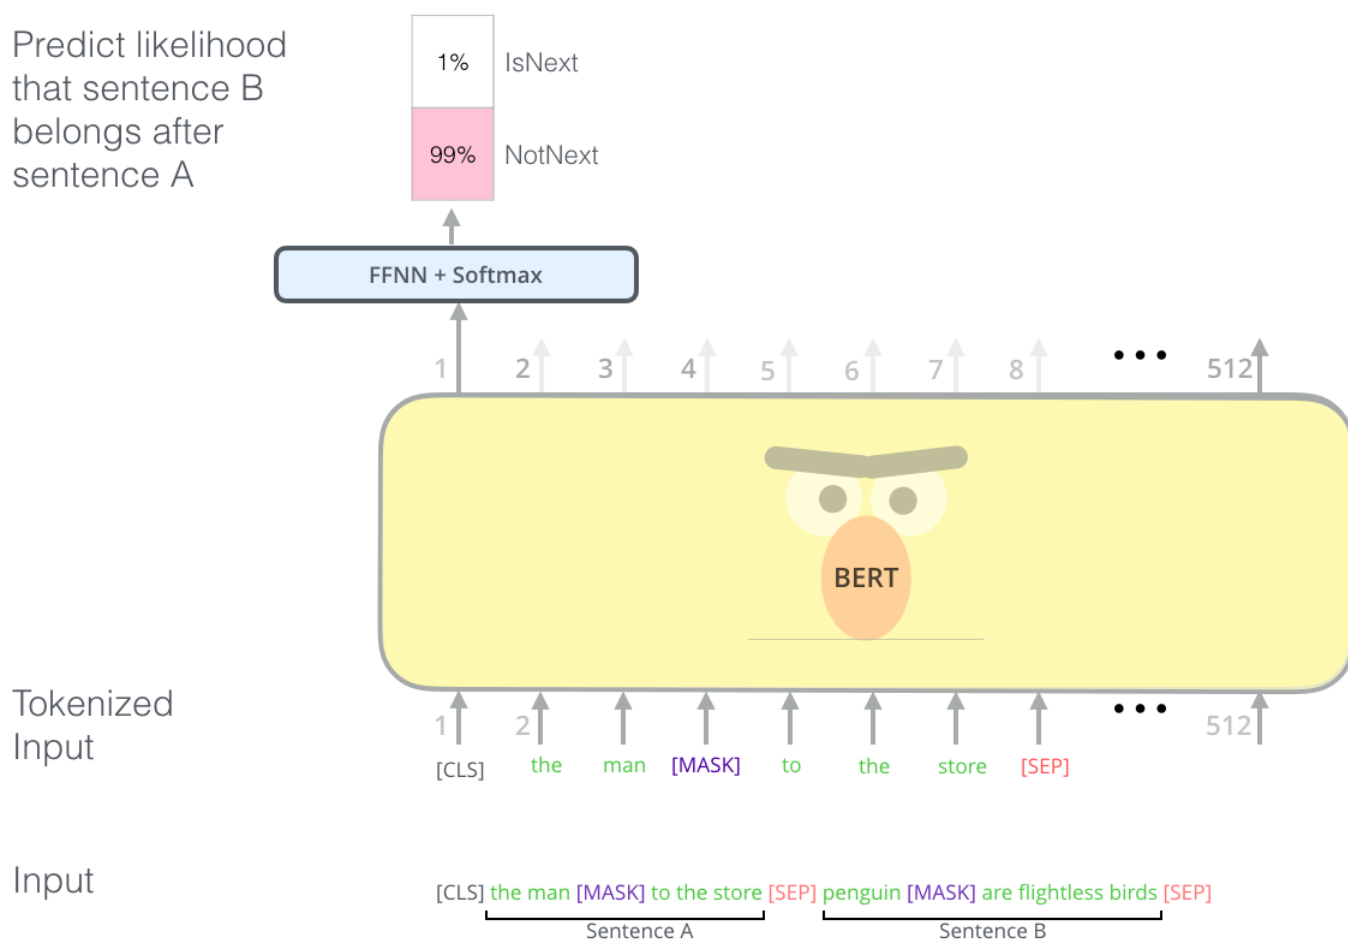 Predict likelihood
that sentence B
belongs after
sentence A
1% IsNext
99% NotNext
FFNN + Softmax
1 2 3 4 5 6 7 8 ••• 512
BERT
Tokenized
Input
1 2 ••• 512
[CLS] the man [MASK] to the store [SEP]
Input
[CLS] the man [MASK] to the store [SEP] penguin [MASK] are flightless birds [SEP]
Sentence A Sentence B